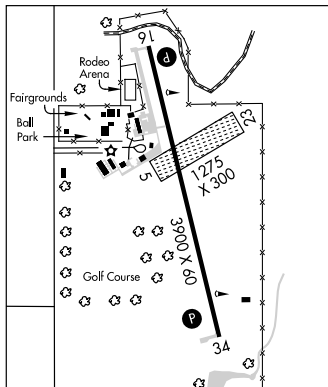 16
P
Rodeo
Arena
Fairgrounds
Ball
Park
23
5
1275
X 300
3900 X 60
Golf Course
P
34